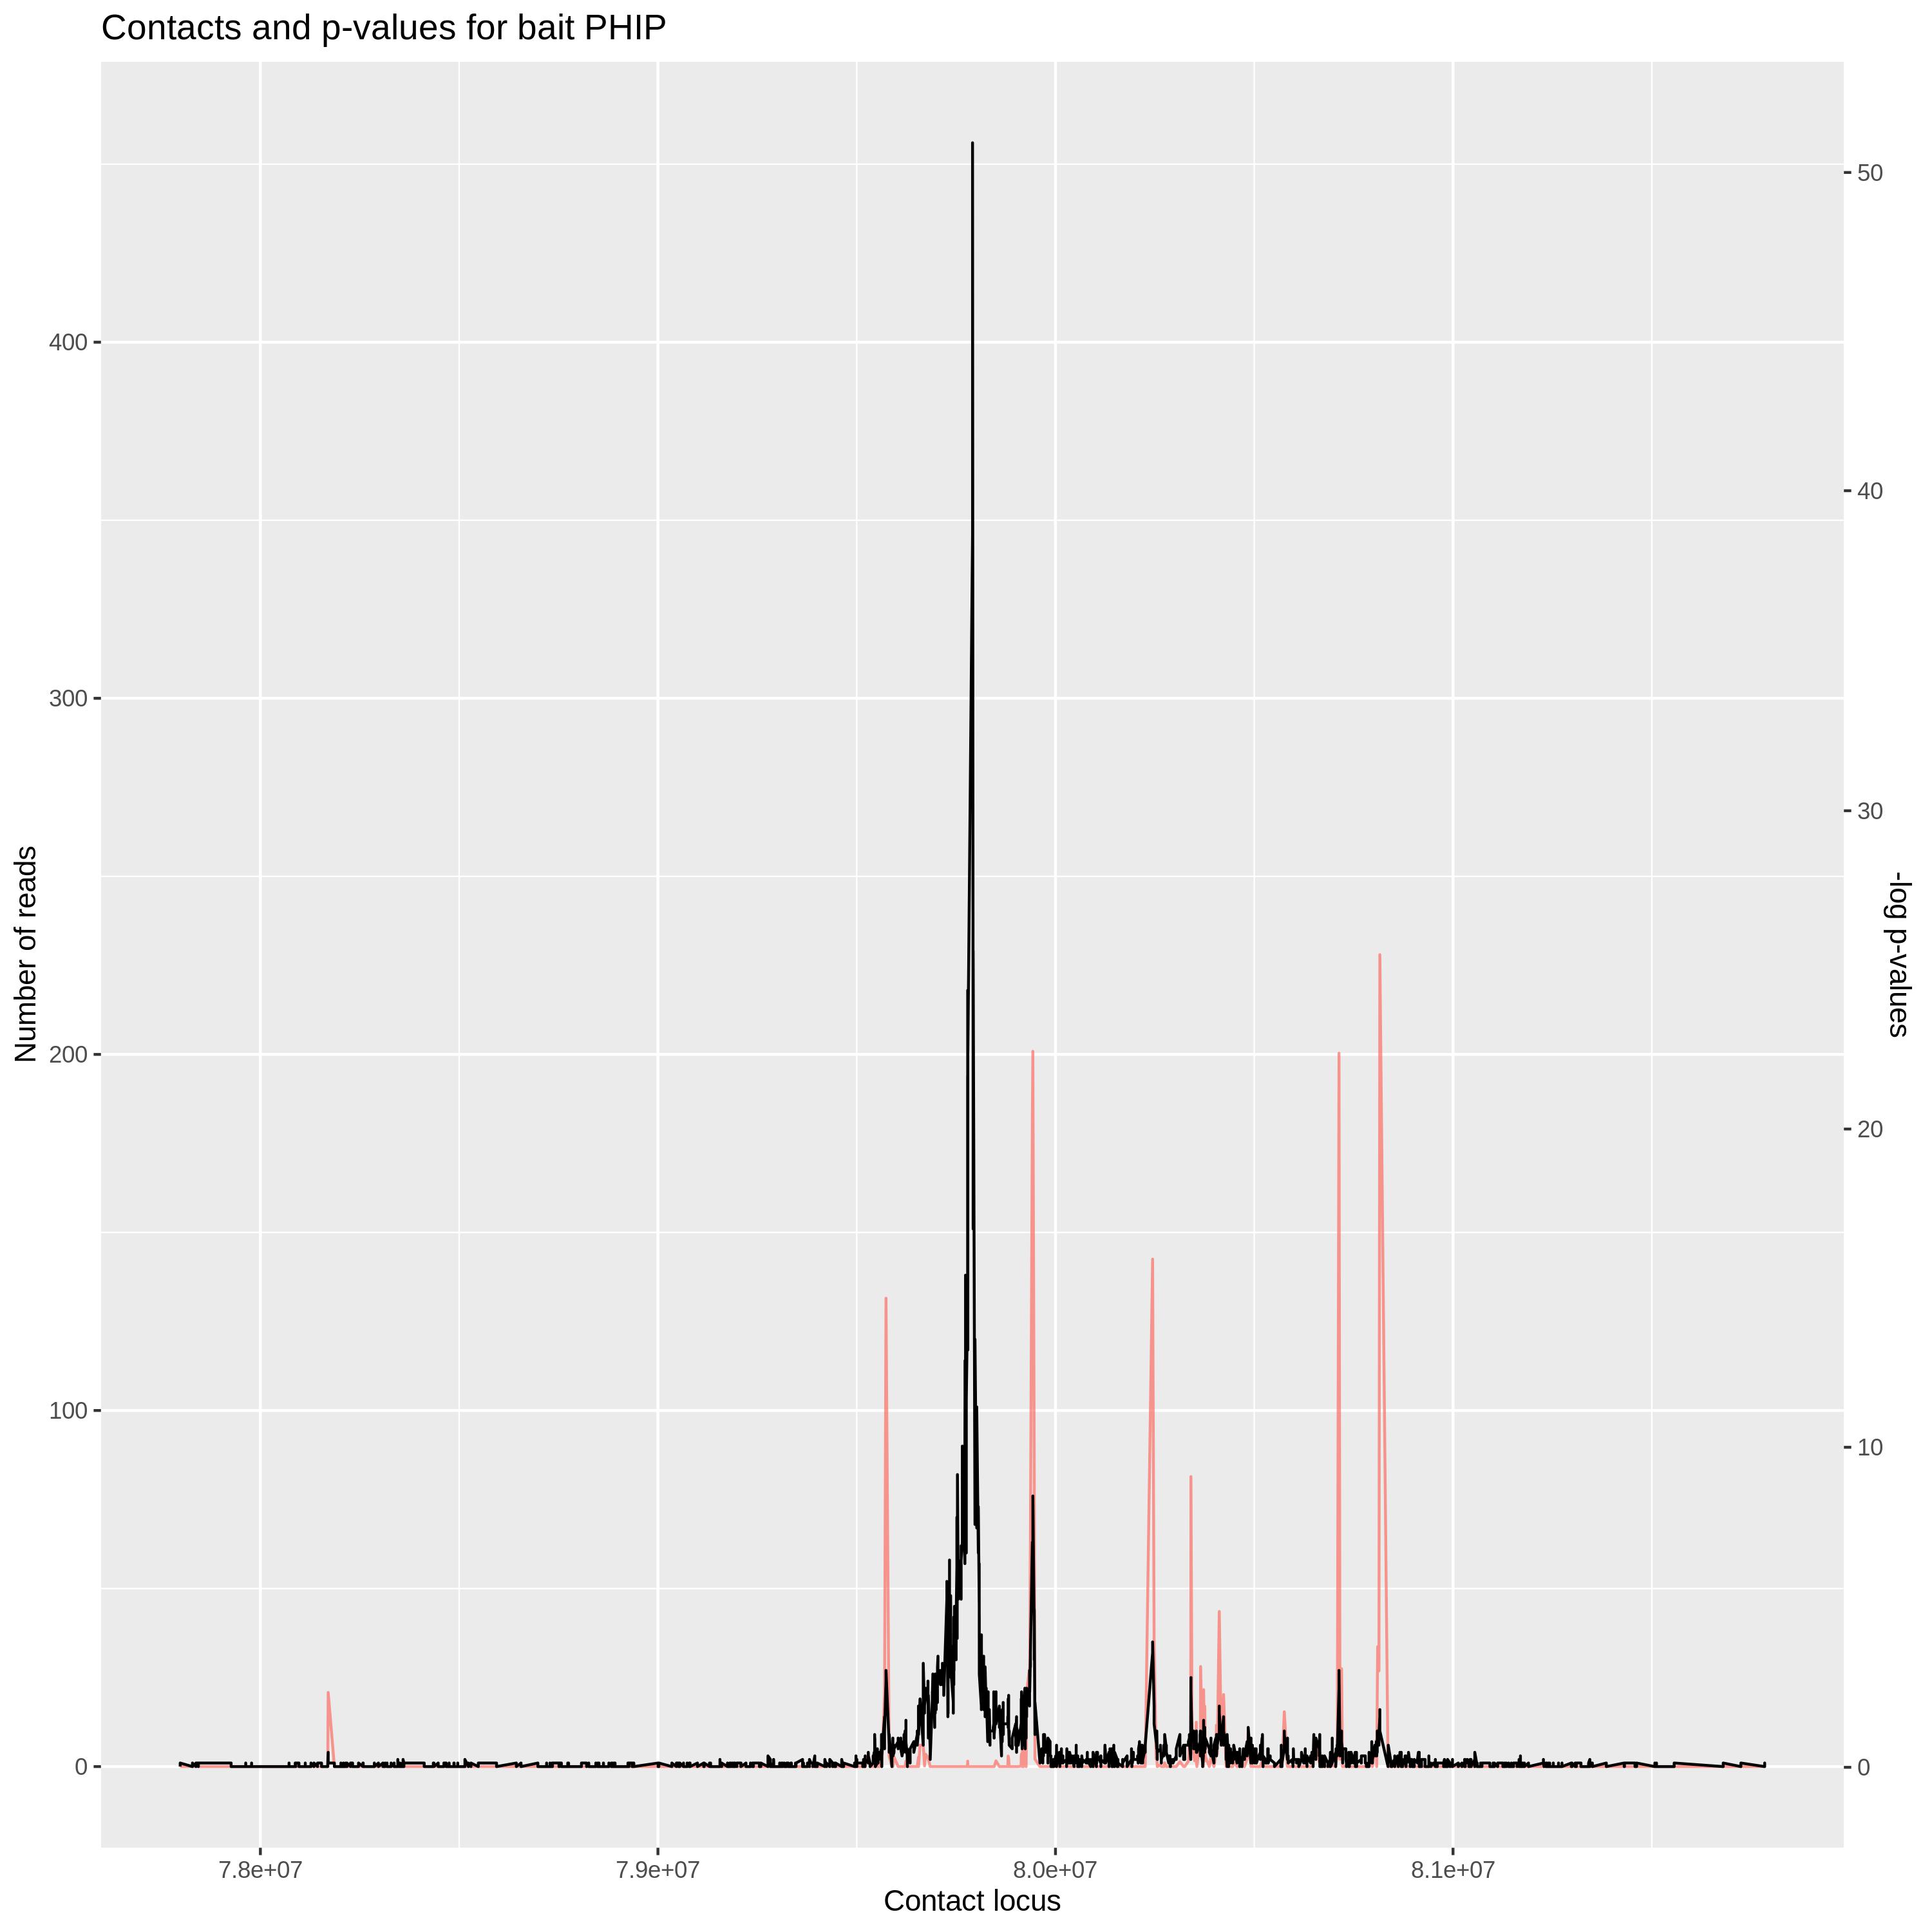 Contacts and p-values for bait PHIP
Number of reads
400
300
200
100
0
50
40
30
20
10
0
-log p-values
7.8e+07
7.9e+07
8.0e+07
8.1e+07
Contact locus